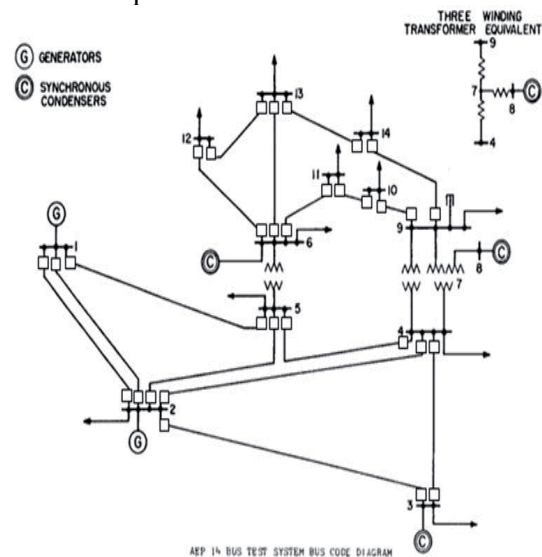 THREE WINDING
TRANSFORMER EQUIVALENT
G GENERATORS
C SYNCHRONOUS
CONDENSERS
9
7
C
8
4
13
12
14
11
10
G
1
6
9
C
C
8
7
5
4
2
G
3
C
AEP 14 BUS TEST SYSTEM BUS CODE DIAGRAM